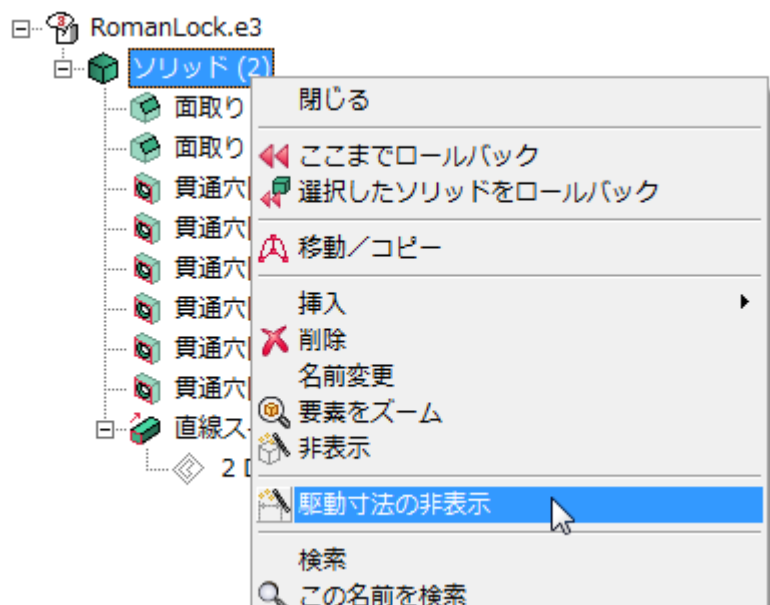 RomanLock.e3
ソリッド (2)
面取り
面取り
貫通穴
貫通穴
貫通穴
貫通穴
貫通穴
貫通穴
直線ス
2
閉じる
ここまでロールバック
選択したソリッドをロールバック
移動／コピー
挿入
削除
名前変更
要素をズーム
非表示
駆動寸法の非表示
検索
この名前を検索